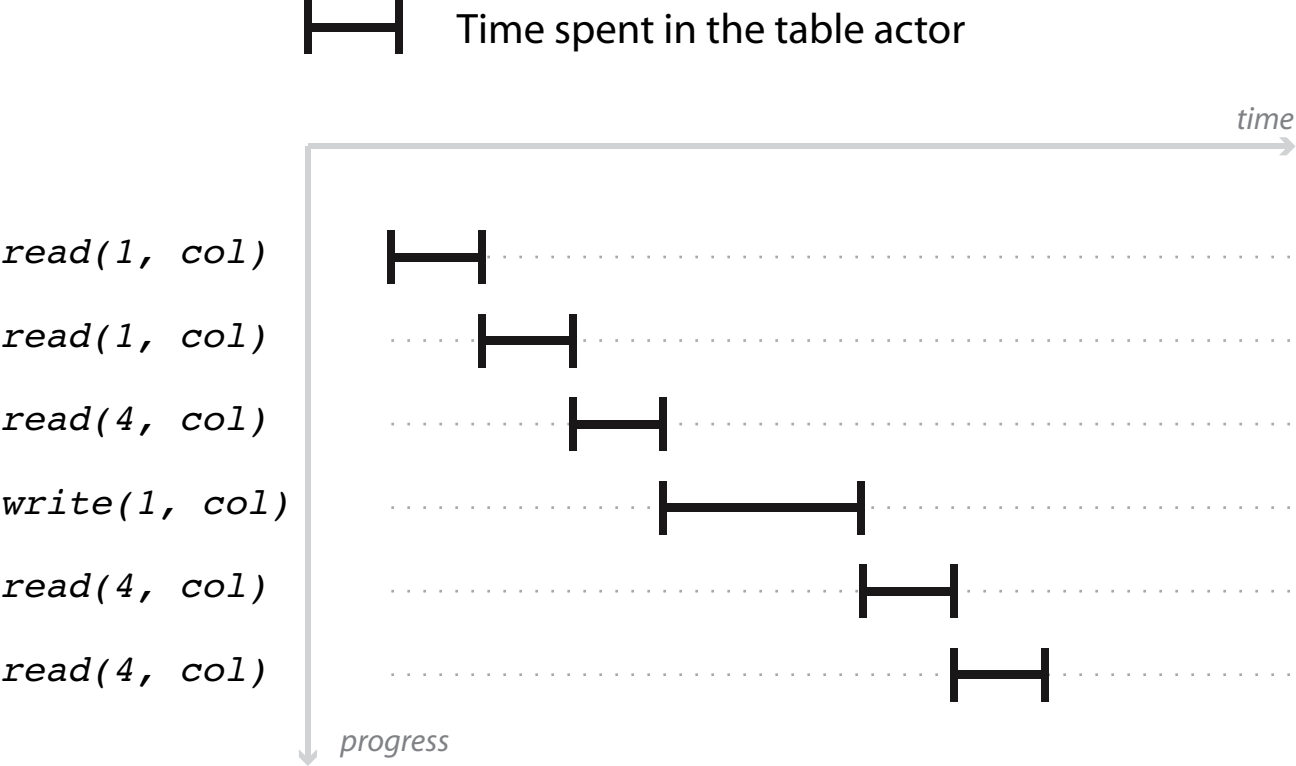 Time spent in the table actor
time
read(1, col)
read(1, col)
read(4, col)
write(1, col)
read(4, col)
read(4, col)
progress